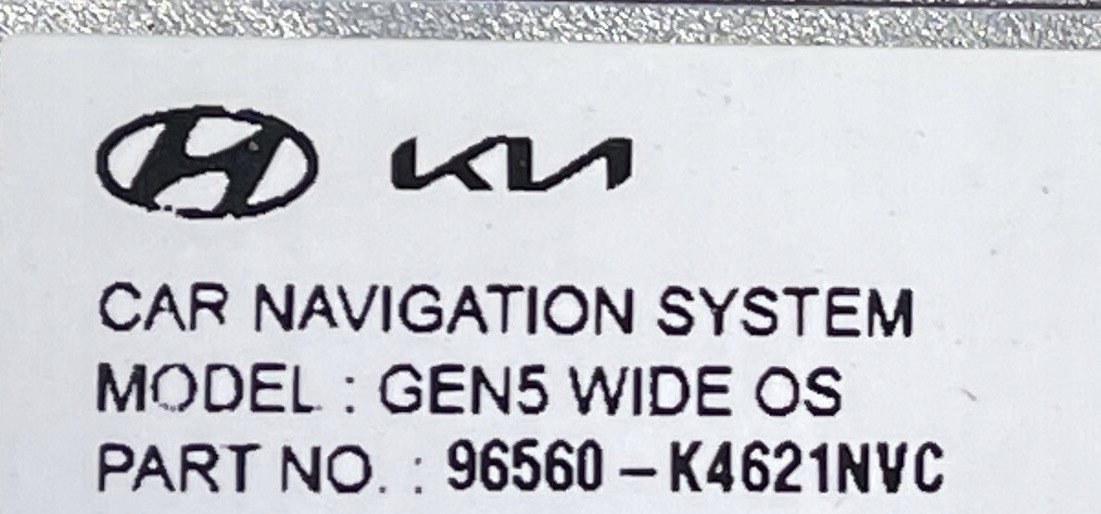 KIA
CAR NAVIGATION SYSTEM
MODEL : GEN5 WIDE OS
PART NO. : 96560 – K4621NVC